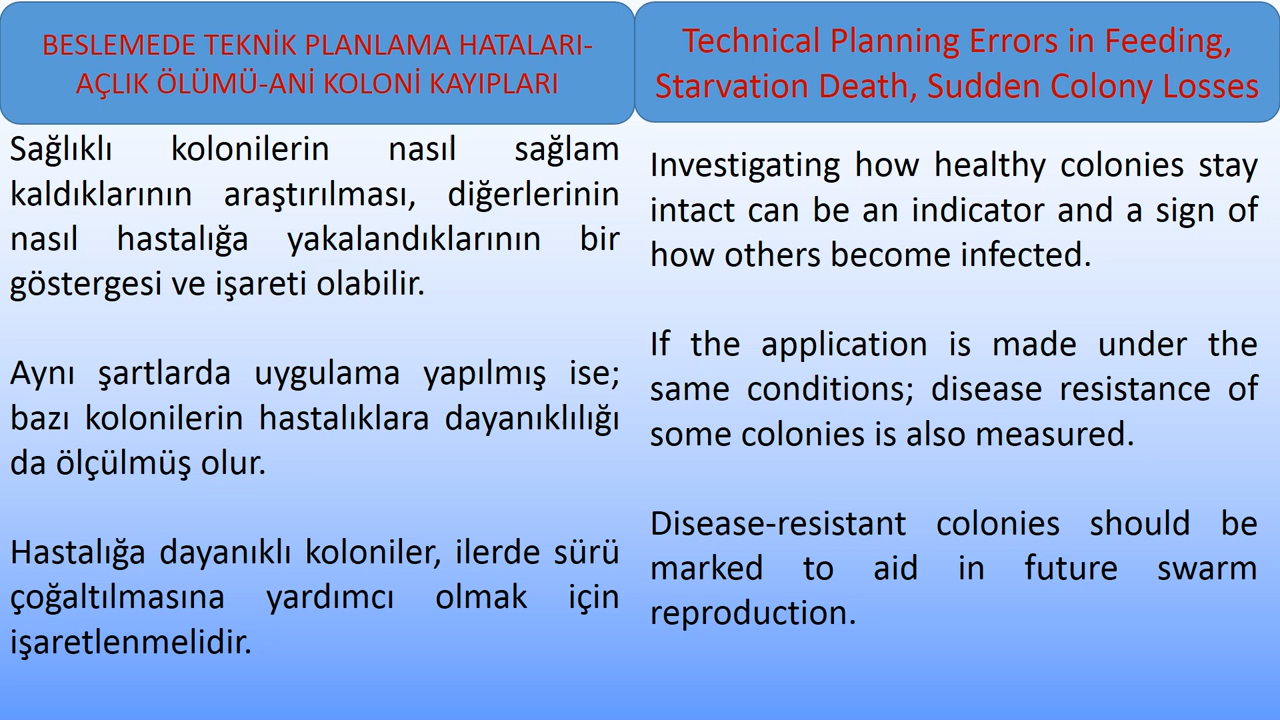 BESLEMEDE TEKNİK PLANLAMA HATALARI-
AÇLIK ÖLÜMÜ-ANİ KOLONİ KAYIPLARI
Sağlıklı kolonilerin nasıl sağlam
kaldıklarının araştırılması, diğerlerinin
nasıl hastalığa yakalandıklarının bir
göstergesi ve işareti olabilir.
Aynı şartlarda uygulama yapılmış ise;
bazı kolonilerin hastalıklara dayanıklılığı
da ölçülmüş olur.
Hastalığa dayanıklı koloniler, ilerde sürü
çoğaltılmasına yardımcı olmak için
işaretlenmelidir.
Technical Planning Errors in Feeding,
Starvation Death, Sudden Colony Losses
Investigating how healthy colonies stay
intact can be an indicator and a sign of
how others become infected.
If the application is made under the
same conditions; disease resistance of
some colonies is also measured.
Disease-resistant colonies should be
marked to aid in future swarm
reproduction.